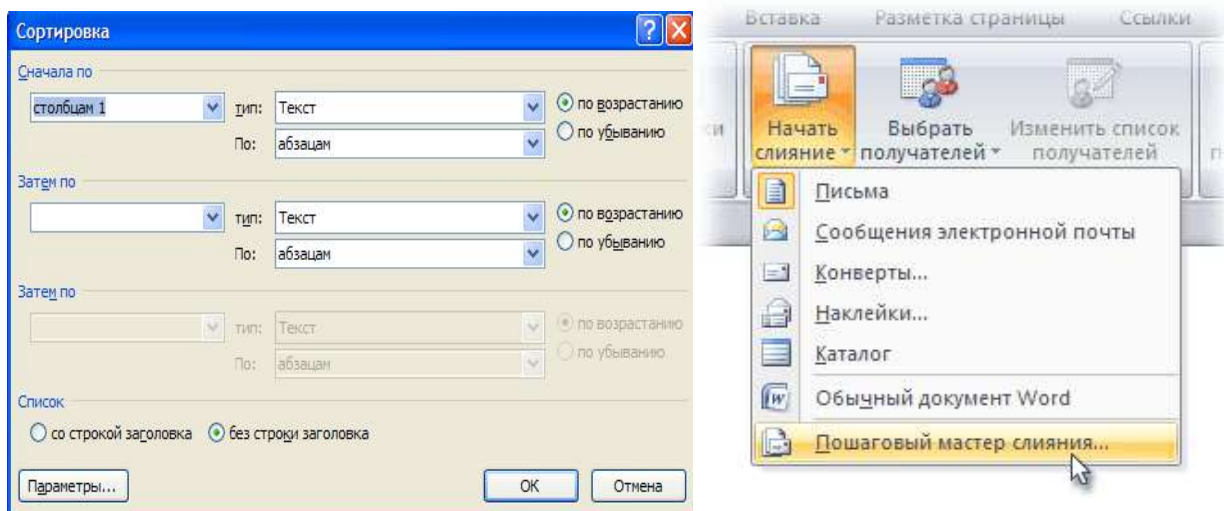 Сортировка
Сначала по
столбцам 1 тип: Текст по возрастанию
По: абзацам по убыванию
Затем по
тип: Текст по возрастанию
По: абзацам по убыванию
Затем по
тип: Текст по возрастанию
По: абзацам по убыванию
Список
со строкой заголовка без строки заголовка
Параметры... ОК Отмена
Вставка Разметка страницы Ссылки
Начать слияние
Выбрать получателей
Изменить список получателей
Письма
Сообщения электронной почты
Конверты...
Наклейки...
Каталог
Обычный документ Word
Пошаговый мастер слияния...